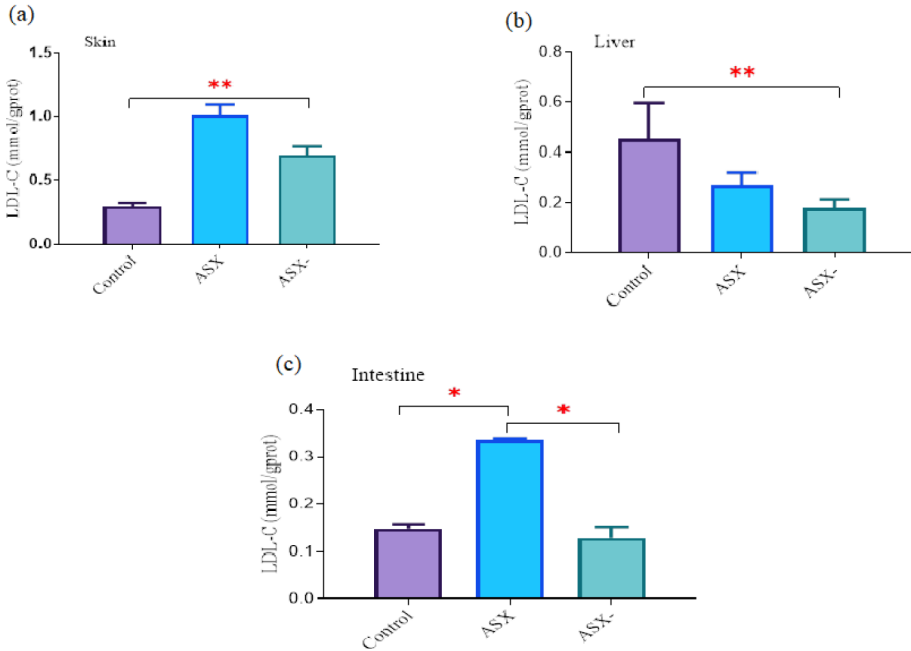 (a)
Skin
LDL-C (mmol/gprot)
1.5
1.0
0.5
0.0
**
Control
ASX
ASX-
(b)
Liver
LDL-C (mmol/gprot)
0.8
0.6
0.4
0.2
0.0
**
Control
ASX
ASX-
(c)
Intestine
LDL-C (mmol/gprot)
0.4
0.3
0.2
0.1
0.0
*
*
Control
ASX
ASX-